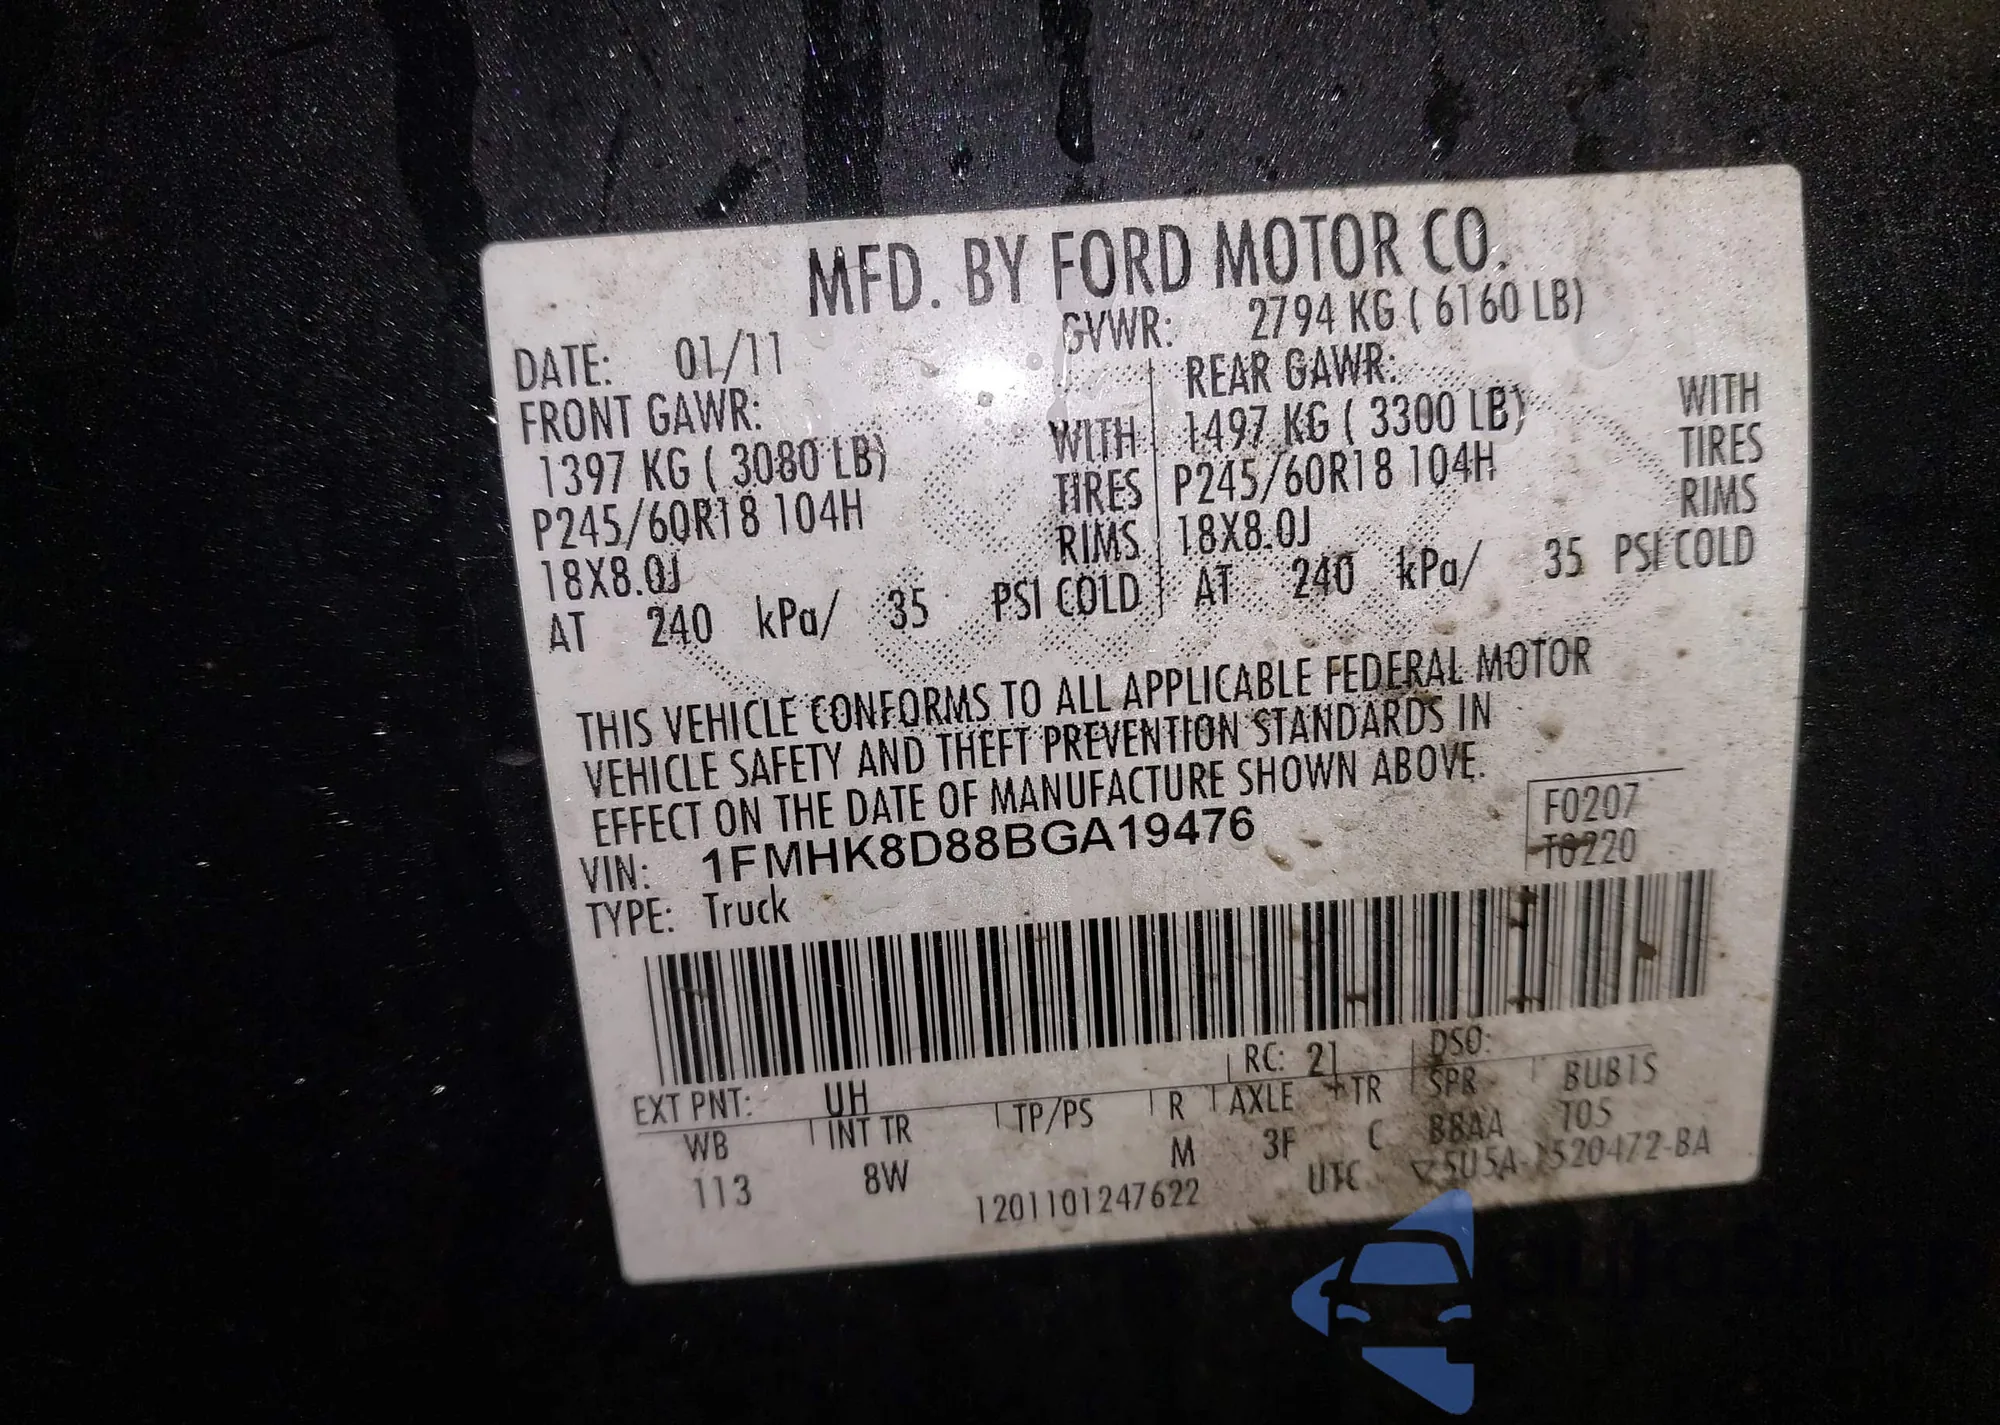 MFD. BY FORD MOTOR CO.
DATE: 01/11 GVWR: 2794 KG ( 6160 LB)
FRONT GAWR: REAR GAWR:
1397 KG ( 3080 LB) WITH 1497 KG ( 3300 LB) WITH
P245/60R18 104H TIRES P245/60R18 104H TIRES
18X8.0J RIMS 18X8.0J RIMS
AT 240 kPa/ 35 PSI COLD AT 240 kPa/ 35 PSI COLD
THIS VEHICLE CONFORMS TO ALL APPLICABLE FEDERAL MOTOR
VEHICLE SAFETY AND THEFT PREVENTION STANDARDS IN
EFFECT ON THE DATE OF MANUFACTURE SHOWN ABOVE.
VIN: 1FMHK8D88BGA19476
F0207
T0220
TYPE: Truck
EXT PNT: UH RC: 21 DSO:
WB INT TR TP/PS R AXLE TR SPR BUB1S
113 8W M 3F C BBAA T05
1201101247622 UTC